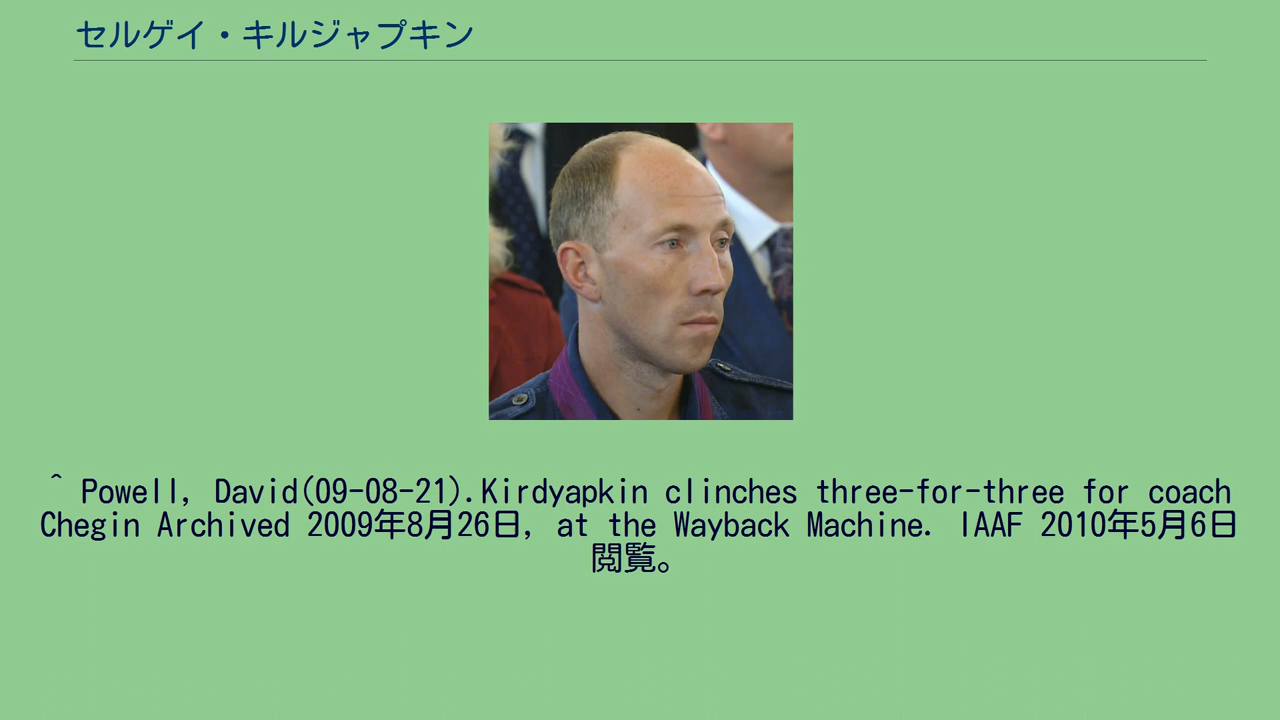 セルゲイ・キルジャプキン
^ Powell, David(09-08-21).Kirdyapkin clinches three-for-three for coach
Chegin Archived 2009年8月26日, at the Wayback Machine. IAAF 2010年5月6日
閲覧。